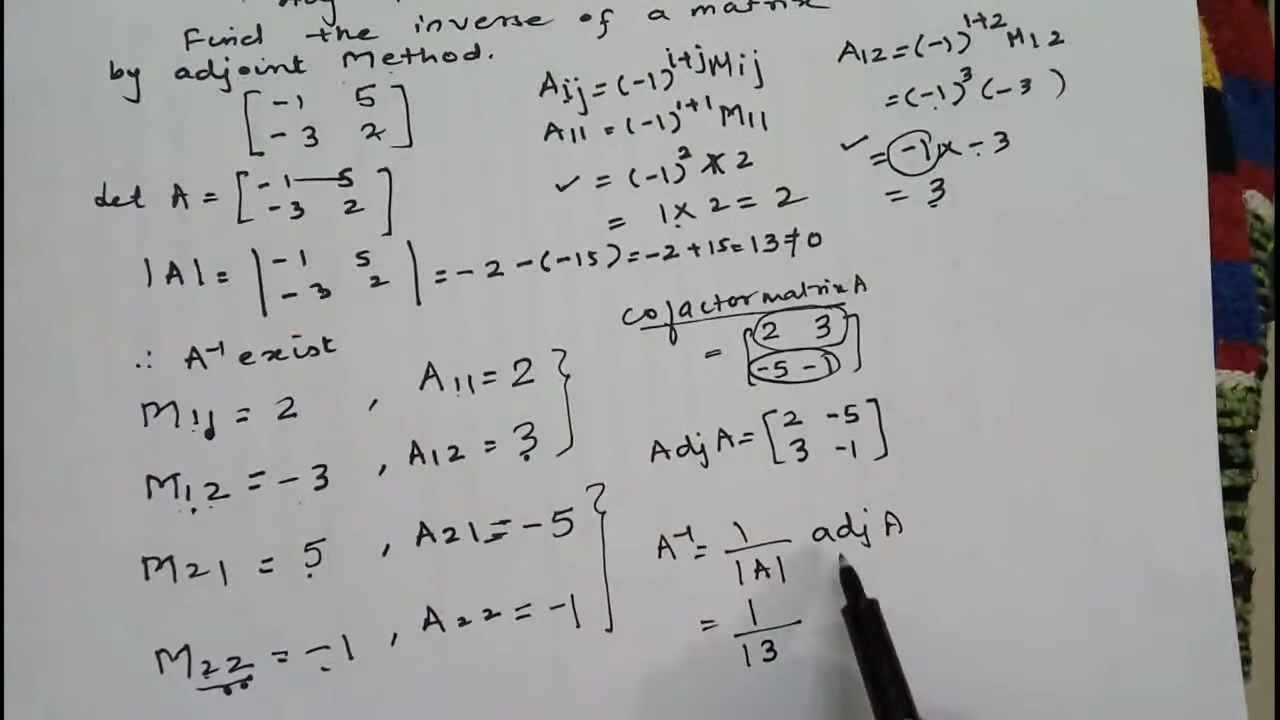 Find the inverse of a matrix
by adjoint Method.
[-1 5
-3 2]
det A = [-1 5
-3 2]
|A| = |-1 5
-3 2| = -2 -(-15) = -2 + 15 = 13 ≠ 0
∴ A⁻¹ exist
M11 = 2 , A11 = 2
M12 = -3 , A12 = 3
M21 = 5 , A21 = -5
M22 = -1 , A22 = -1
Aij = (-1)^i+j Mij
A11 = (-1)^1+1 M11
✓ = (-1)² × 2
= 1 × 2 = 2
A12 = (-1)^1+2 M12
= (-1)³ (-3 )
✓ = -1 × -3
= 3
cofactor matrix A
= [2 3
-5 -1]
Adj A = [2 -5
3 -1]
A⁻¹ = 1/|A| adj A
= 1/13